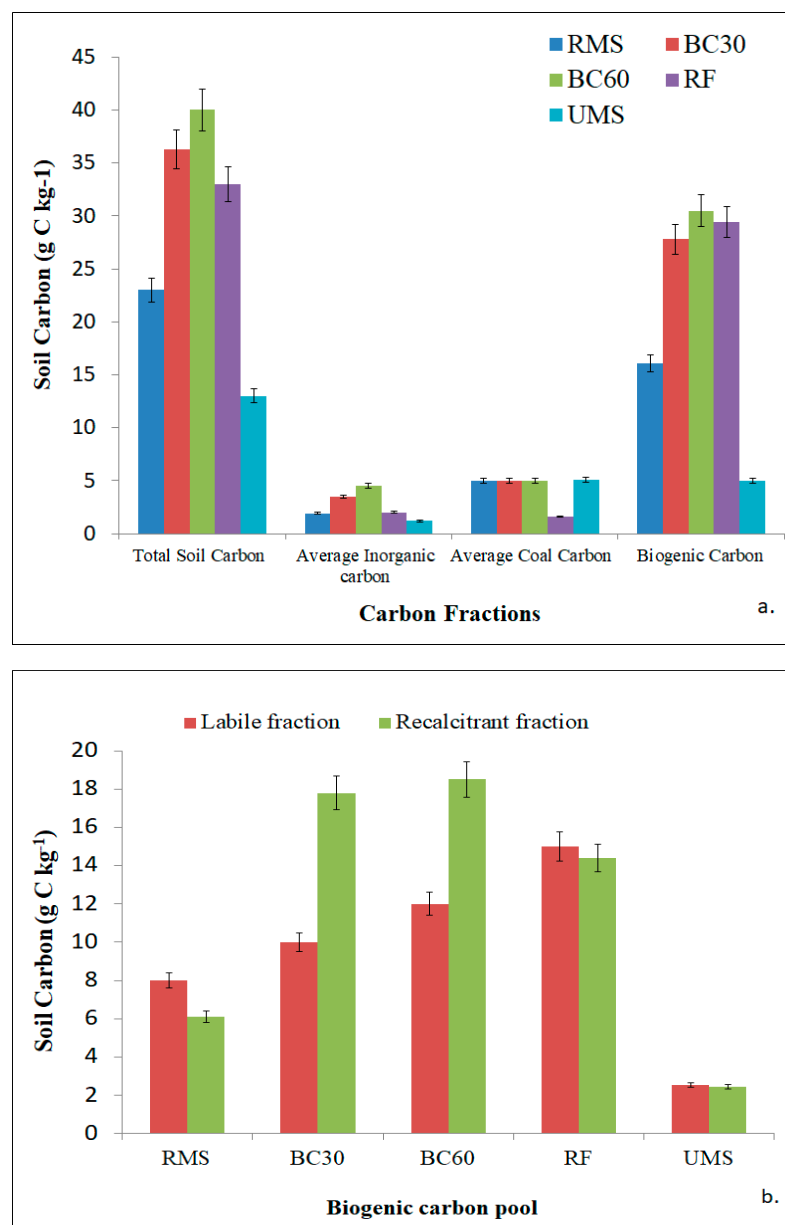 RMS BC30
BC60 RF
UMS
45
40
35
30
25
20
15
10
5
0
Soil Carbon (g C kg-1)
Total Soil Carbon Average Inorganic carbon Average Coal Carbon Biogenic Carbon
Carbon Fractions
a.
Labile fraction Recalcitrant fraction
20
18
16
14
12
10
8
6
4
2
0
Soil Carbon (g C kg⁻¹)
RMS BC30 BC60 RF UMS
Biogenic carbon pool
b.